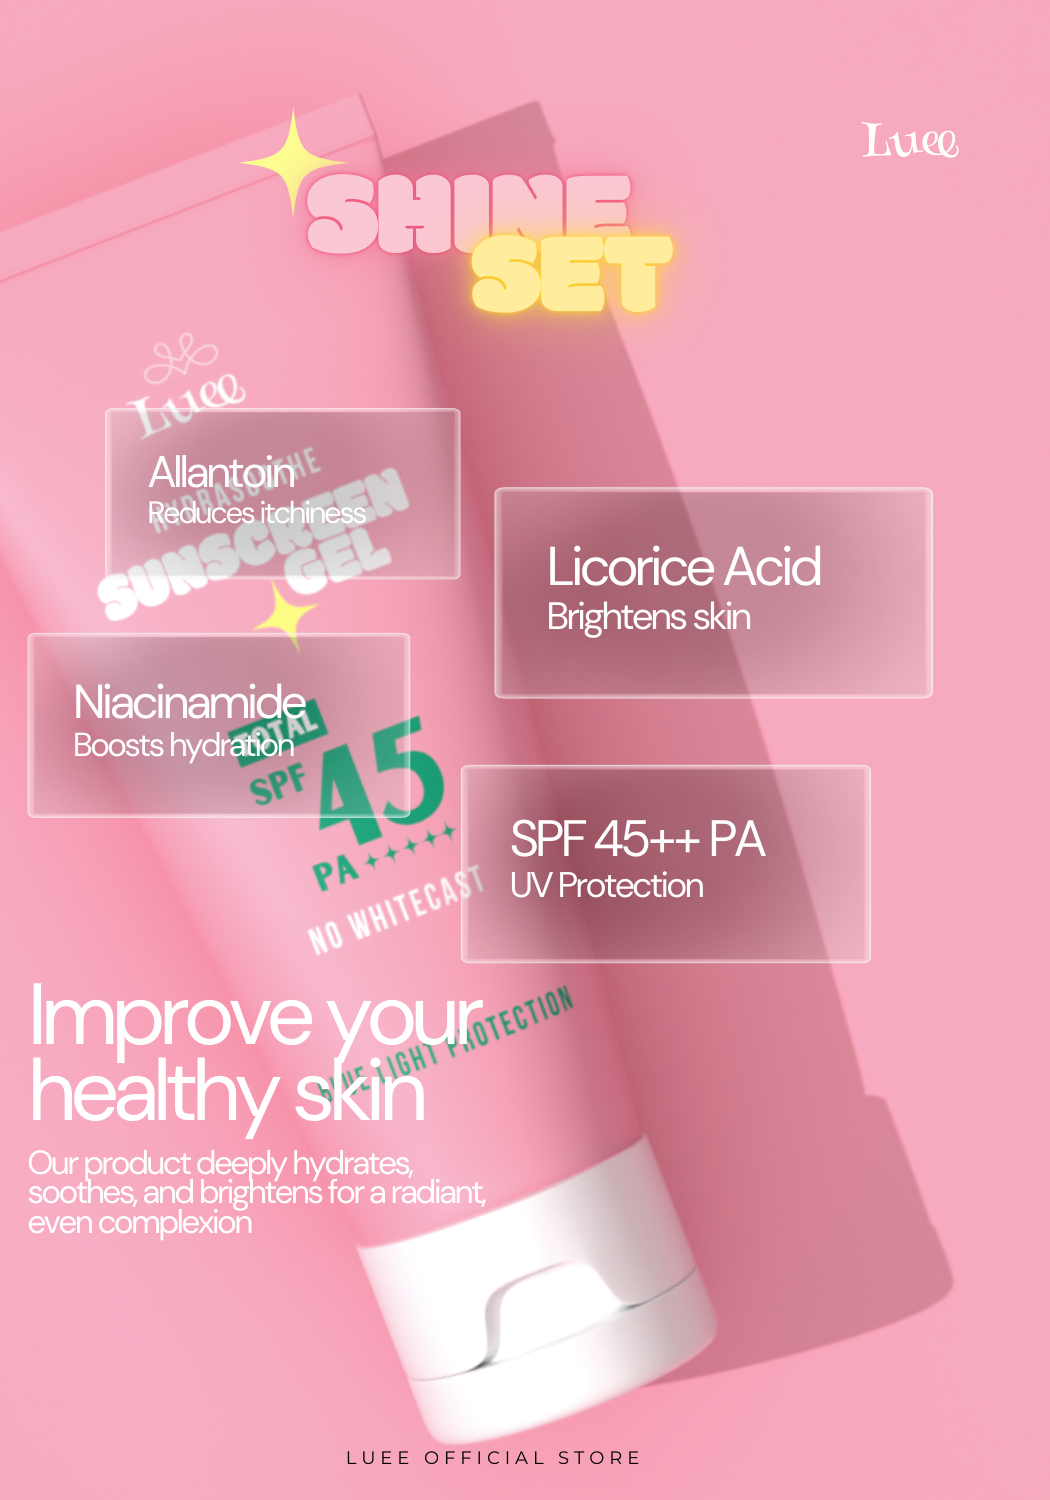 Luee
SHINE
SET
Luee
HYDRASOOTHE
SUNSCREEN
GEL
Allantoin
Reduces itchiness
Licorice Acid
Brightens skin
Niacinamide
Boosts hydration
TOTAL
SPF 45
PA +++++
NO WHITECAST
SPF 45++ PA
UV Protection
BLUE LIGHT PROTECTION
Improve your
healthy skin
Our product deeply hydrates,
soothes, and brightens for a radiant,
even complexion
LUEE OFFICIAL STORE